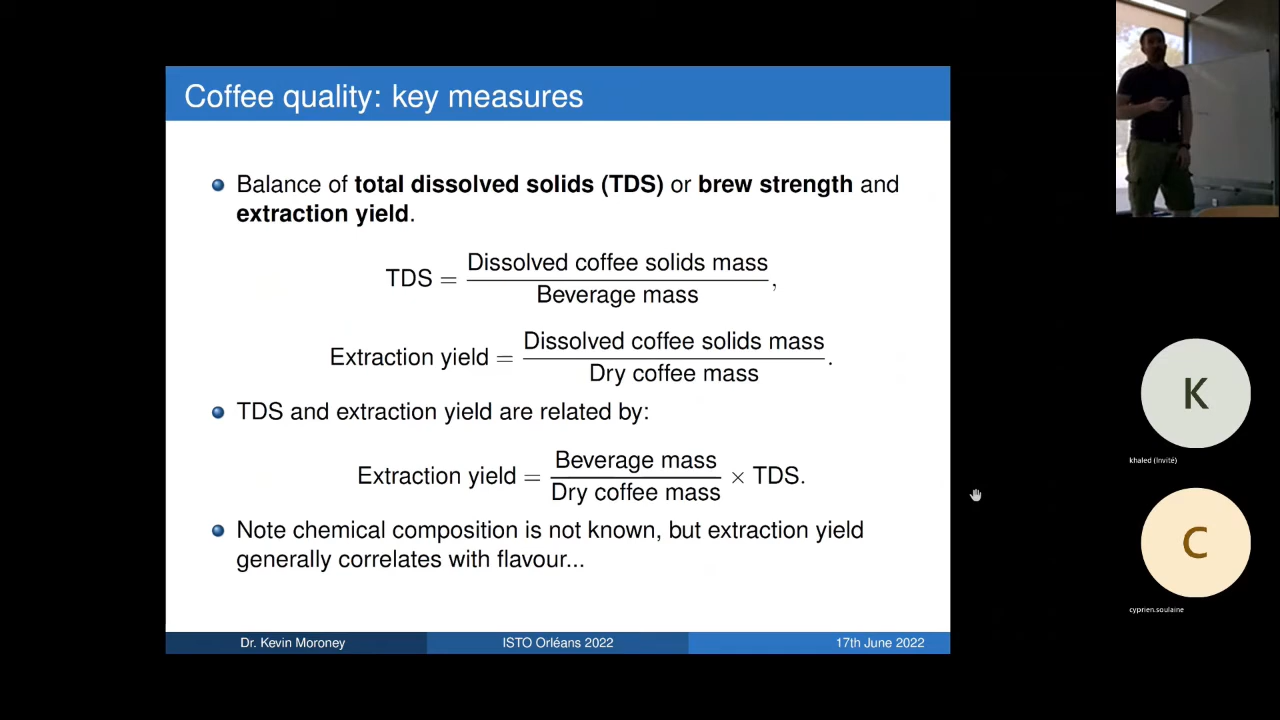 Coffee quality: key measures
Balance of total dissolved solids (TDS) or brew strength and
extraction yield.
TDS = Dissolved coffee solids mass / Beverage mass,
Extraction yield = Dissolved coffee solids mass / Dry coffee mass.
TDS and extraction yield are related by:
Extraction yield = Beverage mass / Dry coffee mass × TDS.
Note chemical composition is not known, but extraction yield
generally correlates with flavour...
Dr. Kevin Moroney ISTO Orléans 2022 17th June 2022
K
khaled (Invité)
C
cyprien.soulaine